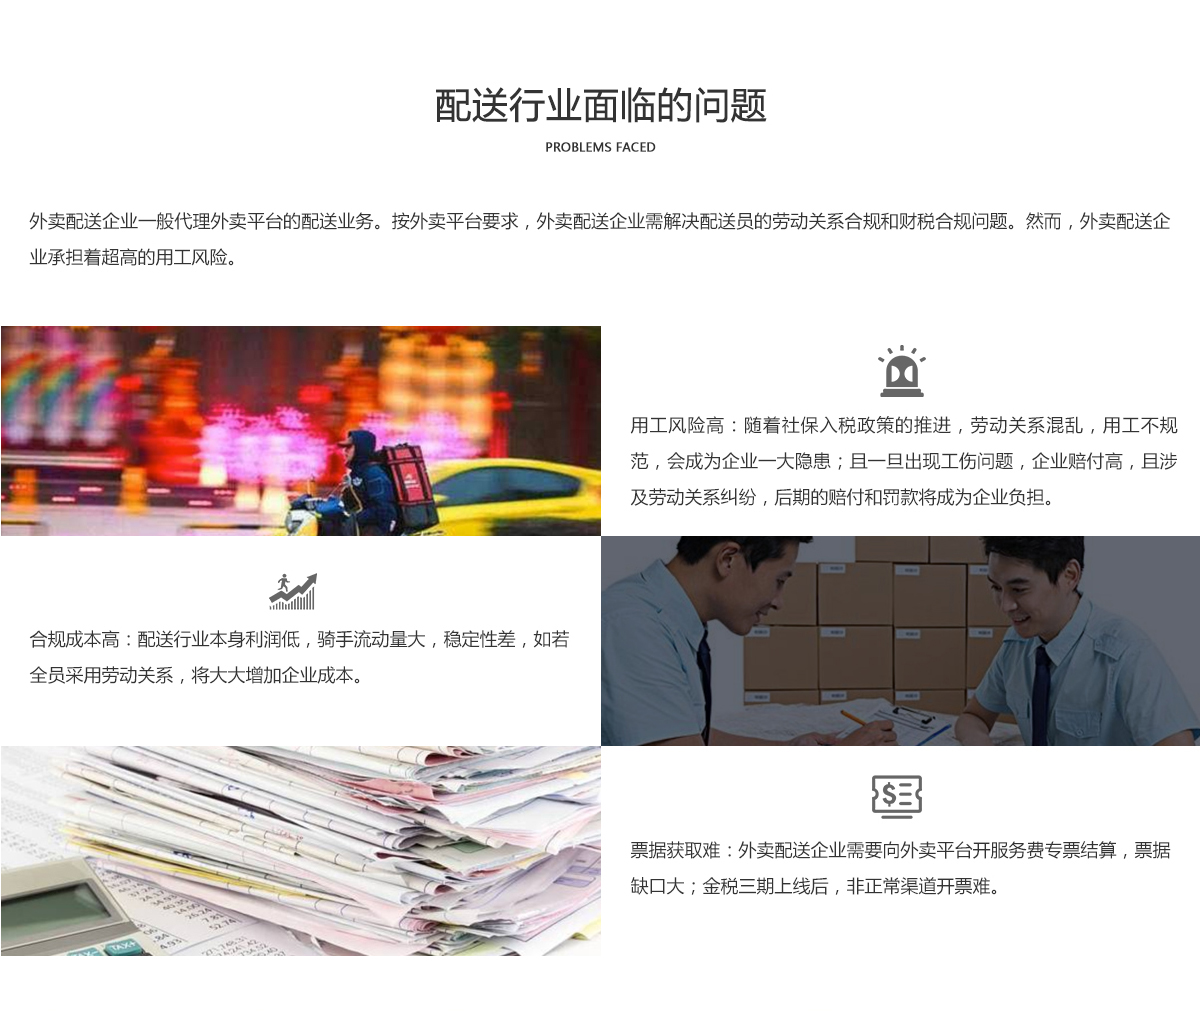 配送行业面临的问题
PROBLEMS FACED
外卖配送企业一般代理外卖平台的配送业务。按外卖平台要求，外卖配送企业需解决配送员的劳动关系合规和财税合规问题。然而，外卖配送企
业承担着超高的用工风险。
用工风险高：随着社保入税政策的推进，劳动关系混乱，用工不规
范，会成为企业一大隐患；且一旦出现工伤问题，企业赔付高，且涉
及劳动关系纠纷，后期的赔付和罚款将成为企业负担。
合规成本高：配送行业本身利润低，骑手流动量大，稳定性差，如若
全员采用劳动关系，将大大增加企业成本。
票据获取难：外卖配送企业需要向外卖平台开服务费专票结算，票据
缺口大；金税三期上线后，非正常渠道开票难。
TAX+